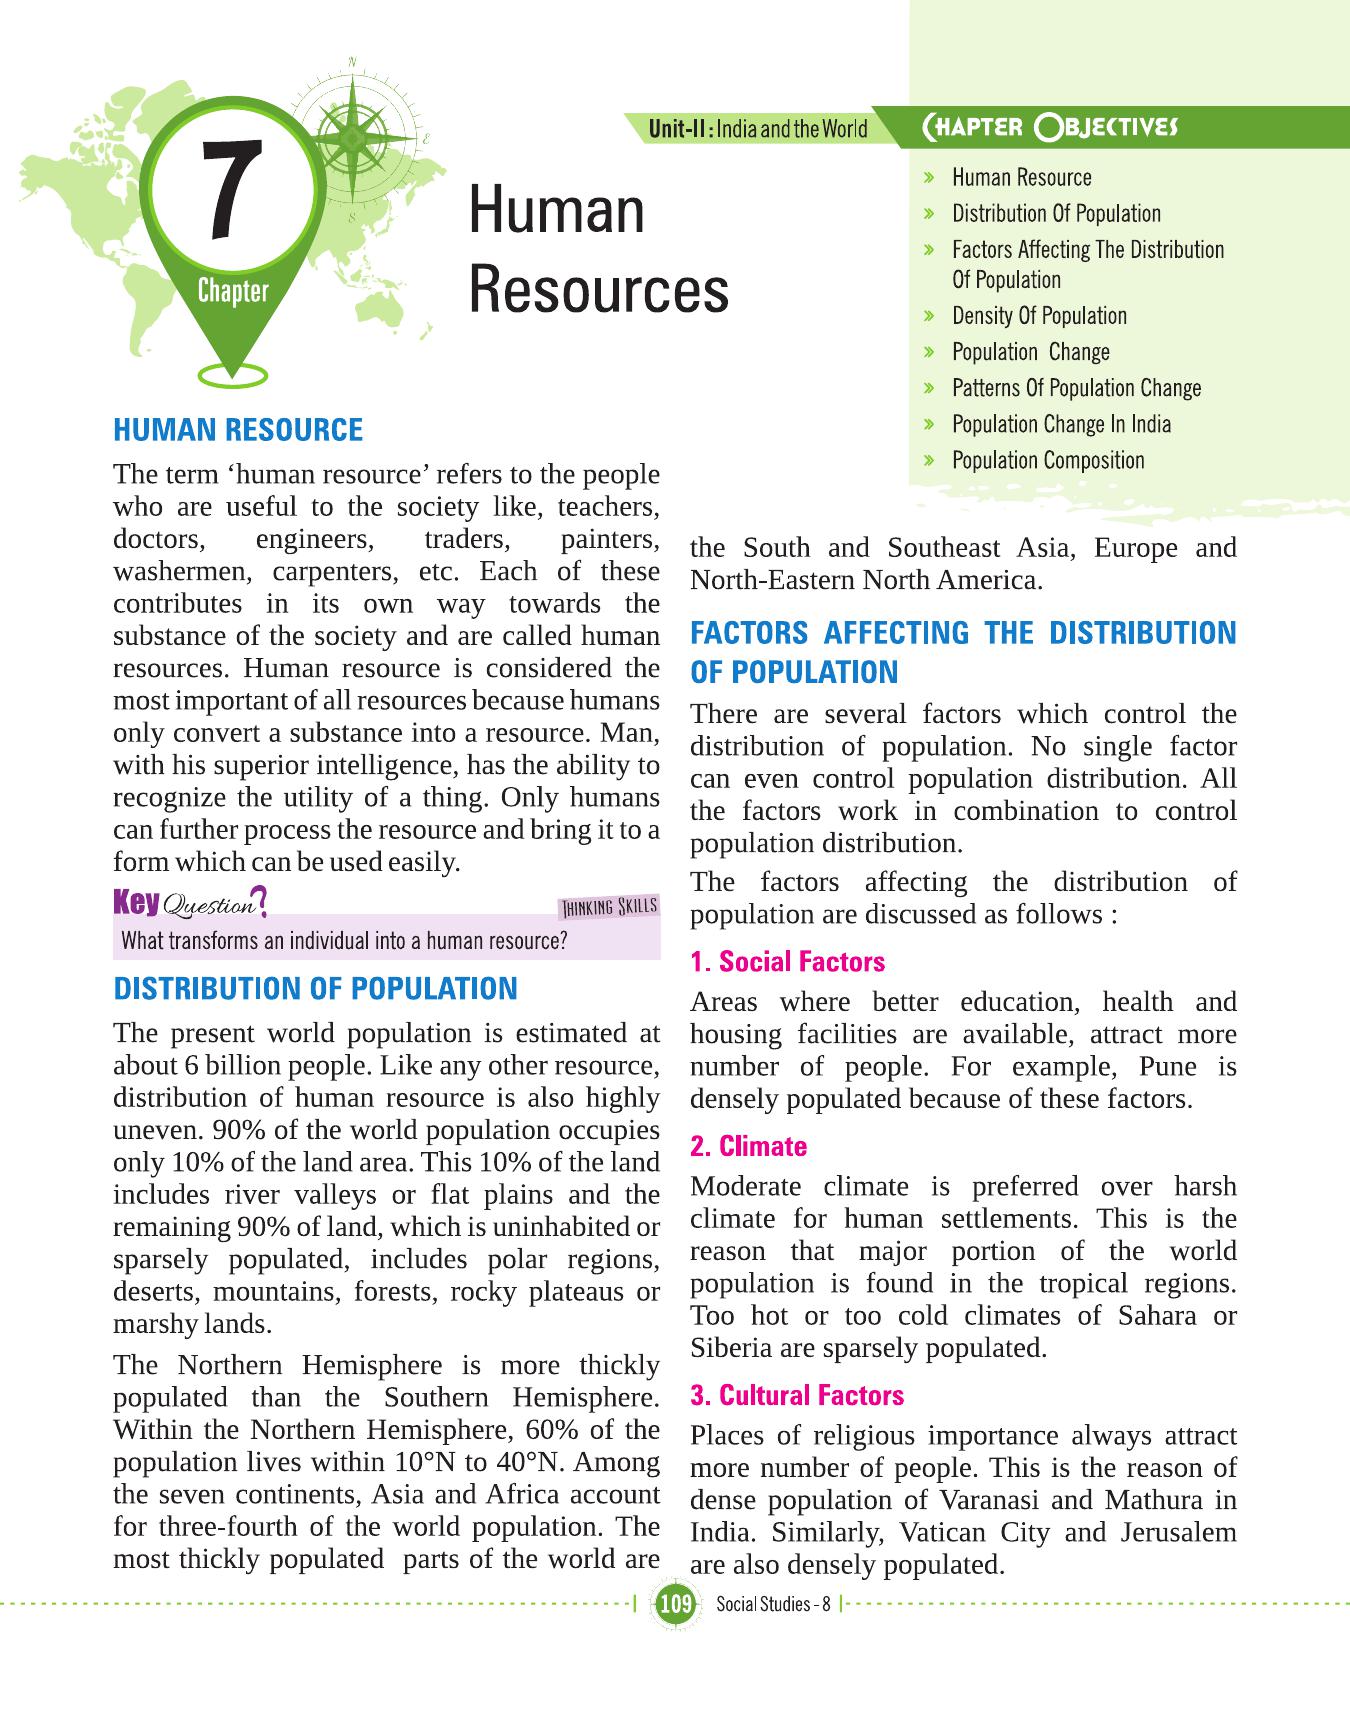 N
E
S
7
Chapter
Human
Resources
Unit-II : India and the World
CHAPTER OBJECTIVES
» Human Resource
» Distribution Of Population
» Factors Affecting The Distribution
Of Population
» Density Of Population
» Population Change
» Patterns Of Population Change
» Population Change In India
» Population Composition
HUMAN RESOURCE
The term ‘human resource’ refers to the people
who are useful to the society like, teachers,
doctors, engineers, traders, painters,
washermen, carpenters, etc. Each of these
contributes in its own way towards the
substance of the society and are called human
resources. Human resource is considered the
most important of all resources because humans
only convert a substance into a resource. Man,
with his superior intelligence, has the ability to
recognize the utility of a thing. Only humans
can further process the resource and bring it to a
form which can be used easily.
Key Question?
THINKING SKILLS
What transforms an individual into a human resource?
DISTRIBUTION OF POPULATION
The present world population is estimated at
about 6 billion people. Like any other resource,
distribution of human resource is also highly
uneven. 90% of the world population occupies
only 10% of the land area. This 10% of the land
includes river valleys or flat plains and the
remaining 90% of land, which is uninhabited or
sparsely populated, includes polar regions,
deserts, mountains, forests, rocky plateaus or
marshy lands.
The Northern Hemisphere is more thickly
populated than the Southern Hemisphere.
Within the Northern Hemisphere, 60% of the
population lives within 10°N to 40°N. Among
the seven continents, Asia and Africa account
for three-fourth of the world population. The
most thickly populated parts of the world are
the South and Southeast Asia, Europe and
North-Eastern North America.
FACTORS AFFECTING THE DISTRIBUTION
OF POPULATION
There are several factors which control the
distribution of population. No single factor
can even control population distribution. All
the factors work in combination to control
population distribution.
The factors affecting the distribution of
population are discussed as follows :
1. Social Factors
Areas where better education, health and
housing facilities are available, attract more
number of people. For example, Pune is
densely populated because of these factors.
2. Climate
Moderate climate is preferred over harsh
climate for human settlements. This is the
reason that major portion of the world
population is found in the tropical regions.
Too hot or too cold climates of Sahara or
Siberia are sparsely populated.
3. Cultural Factors
Places of religious importance always attract
more number of people. This is the reason of
dense population of Varanasi and Mathura in
India. Similarly, Vatican City and Jerusalem
are also densely populated.
109 Social Studies - 8